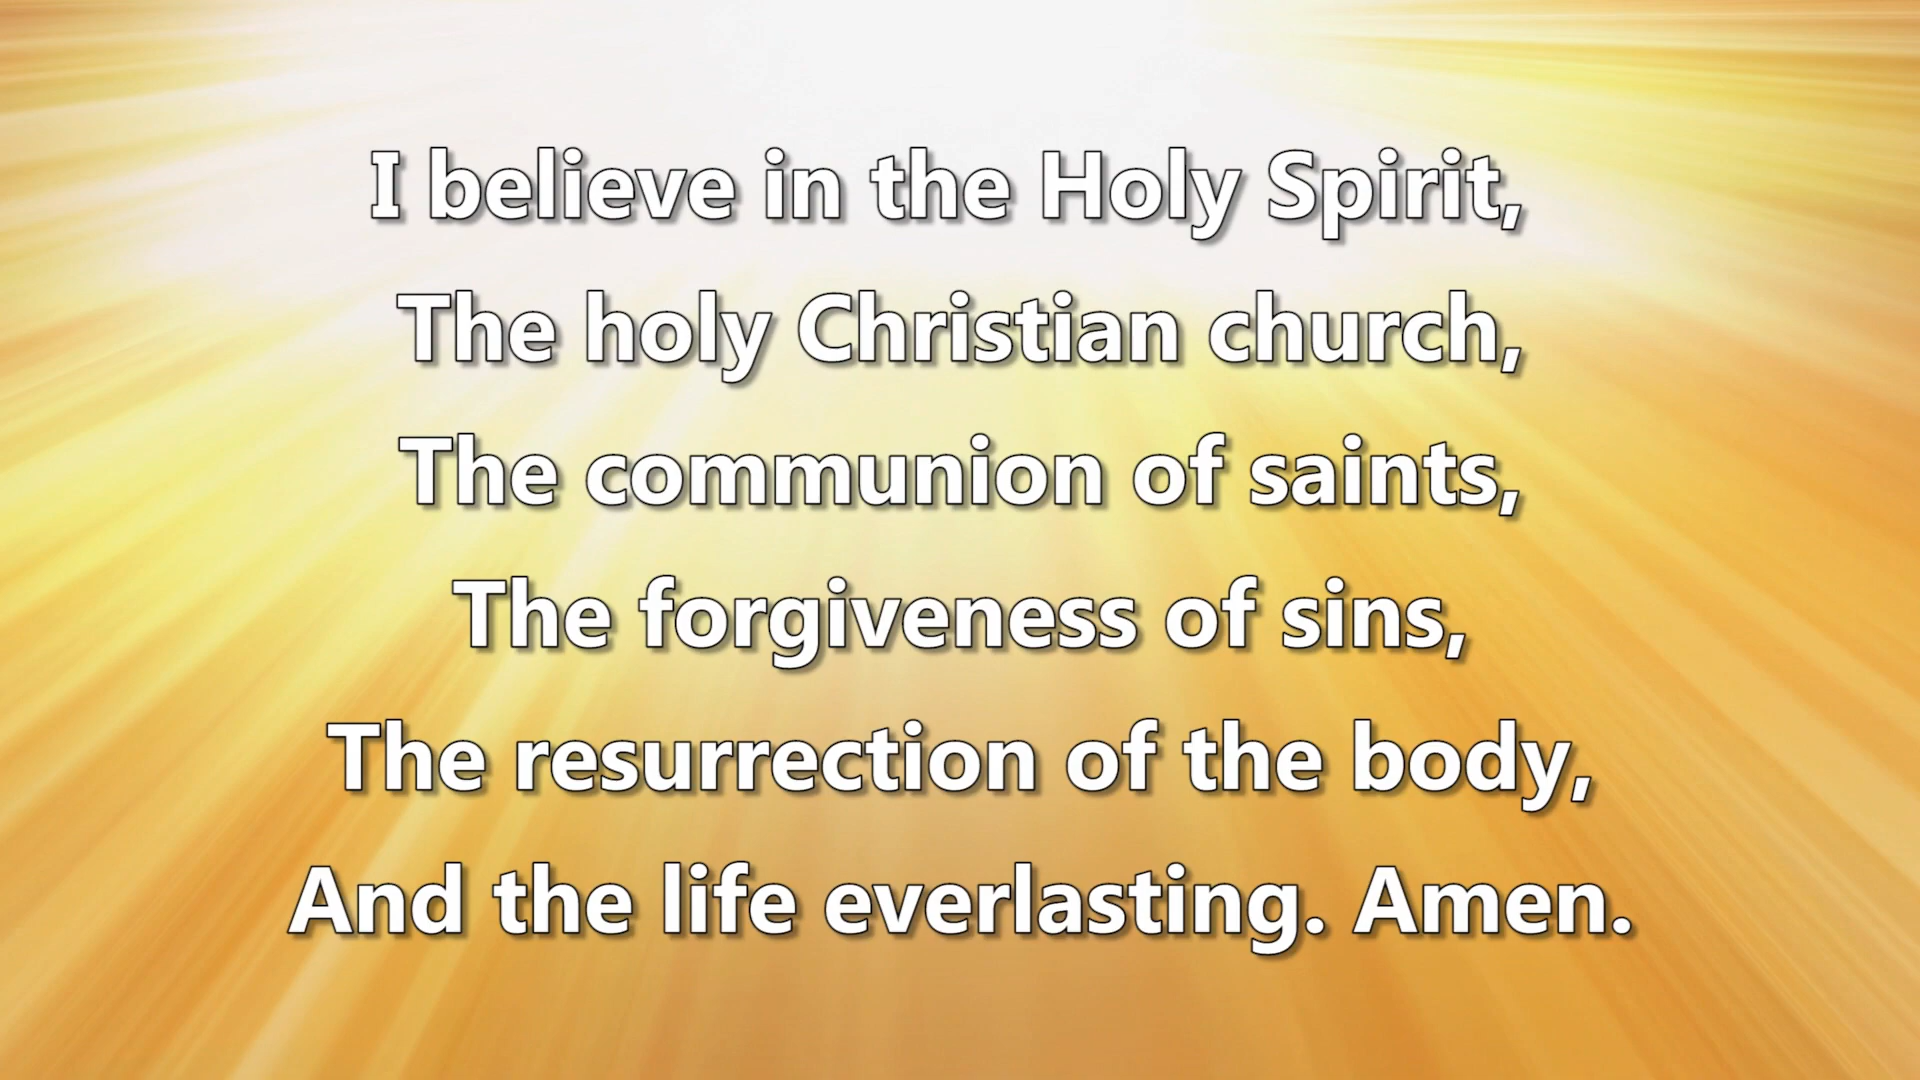 I believe in the Holy Spirit,
The holy Christian church,
The communion of saints,
The forgiveness of sins,
The resurrection of the body,
And the life everlasting. Amen.